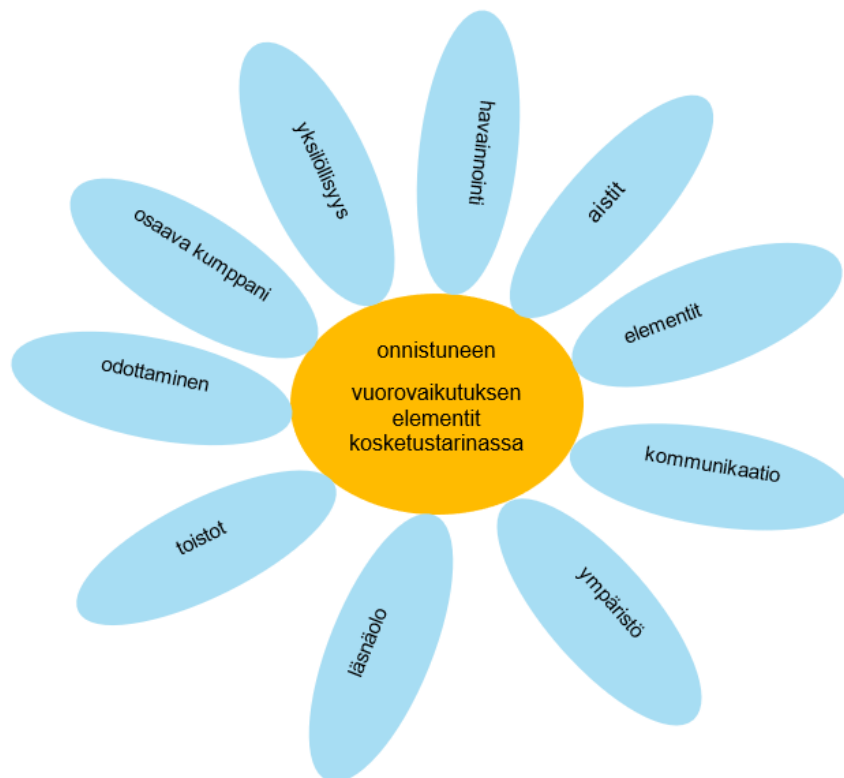 onnistuneen
vuorovaikutuksen
elementit
kosketustarinassa
havainnointi
aistit
elementit
kommunikaatio
ympäristö
läsnäolo
toistot
odottaminen
osaava kumppani
yksilöllisyys